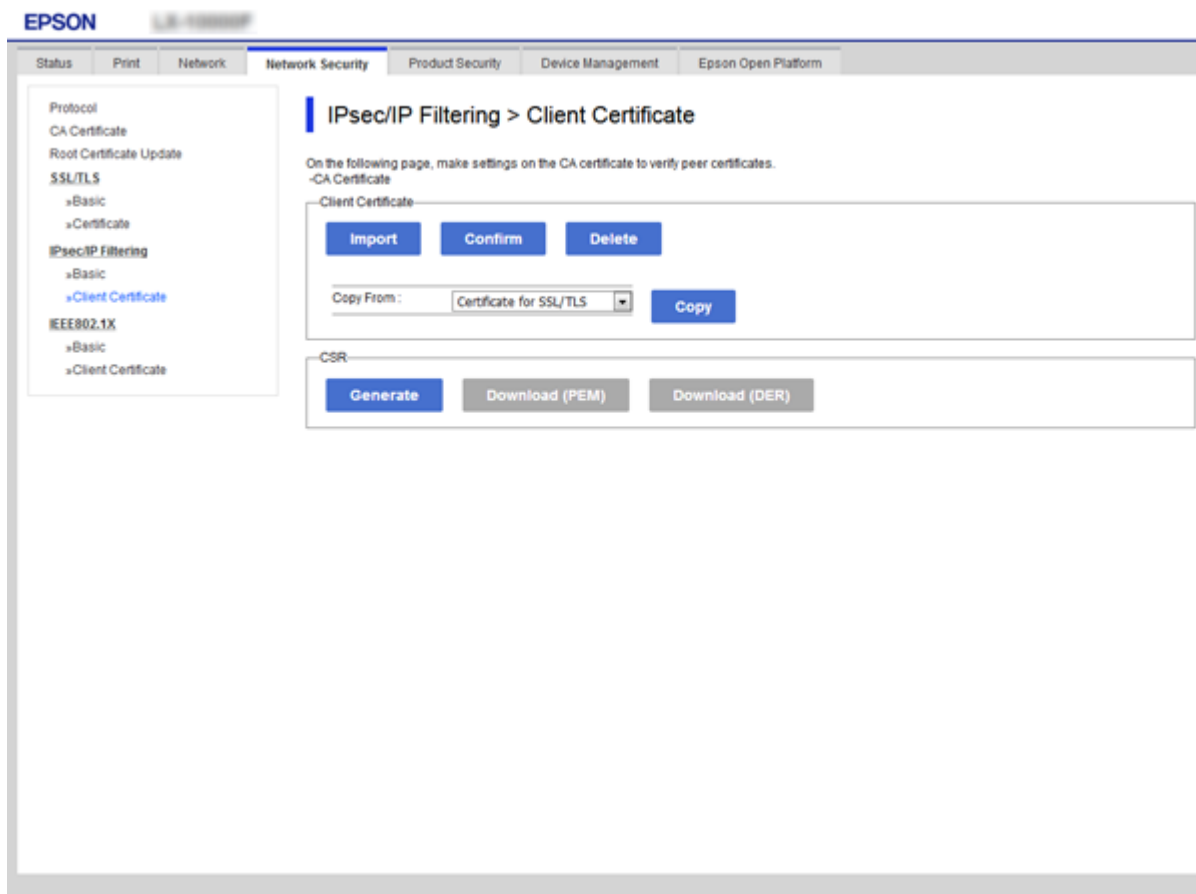 EPSON
Status Print Network Network Security Product Security Device Management Epson Open Platform
Protocol
CA Certificate
Root Certificate Update
SSL/TLS
»Basic
»Certificate
IPsec/IP Filtering
»Basic
»Client Certificate
IEEE802.1X
»Basic
»Client Certificate
IPsec/IP Filtering > Client Certificate
On the following page, make settings on the CA certificate to verify peer certificates.
-CA Certificate
Client Certificate
Import Confirm Delete
Copy From : Certificate for SSL/TLS Copy
CSR
Generate Download (PEM) Download (DER)